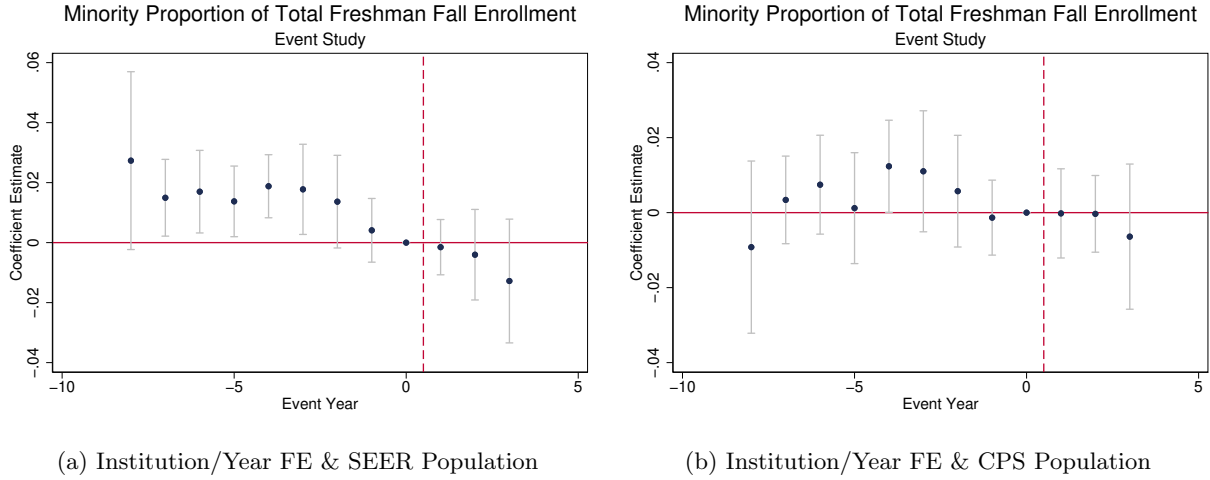 Minority Proportion of Total Freshman Fall Enrollment
Event Study
Coefficient Estimate
.06
.04
.02
0
-.02
-.04
-10
-5
0
5
Event Year
(a) Institution/Year FE & SEER Population
Minority Proportion of Total Freshman Fall Enrollment
Event Study
Coefficient Estimate
.04
.02
0
-.02
-.04
-10
-5
0
5
Event Year
(b) Institution/Year FE & CPS Population